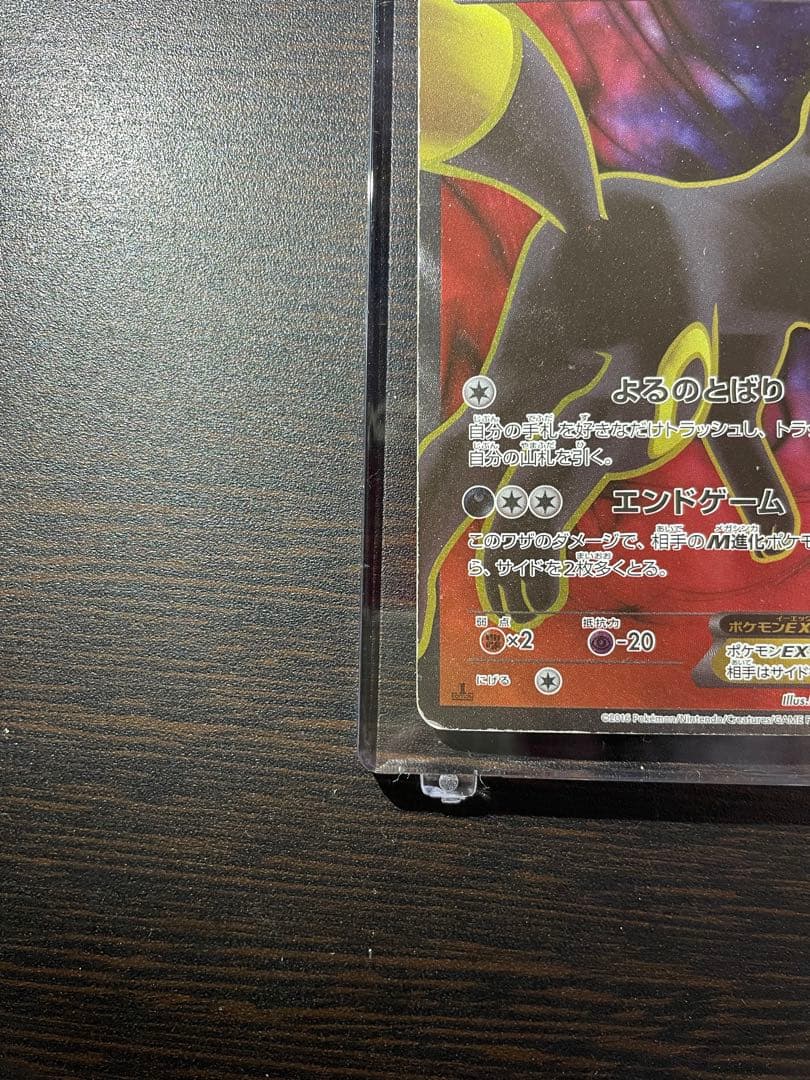 よるのとばり
自分の手札を好きなだけトラッシュし、トラ
自分の山札を引く。
エンドゲーム
このワザのダメージで、相手のM進化ポケモ
ら、サイドを2枚多くとる。
弱点 抵抗力
×2 -20
ポケモンEX
ポケモンEX
相手はサイド
にげる
Illus.
©2016 Pokémon/Nintendo/Creatures/GAME F